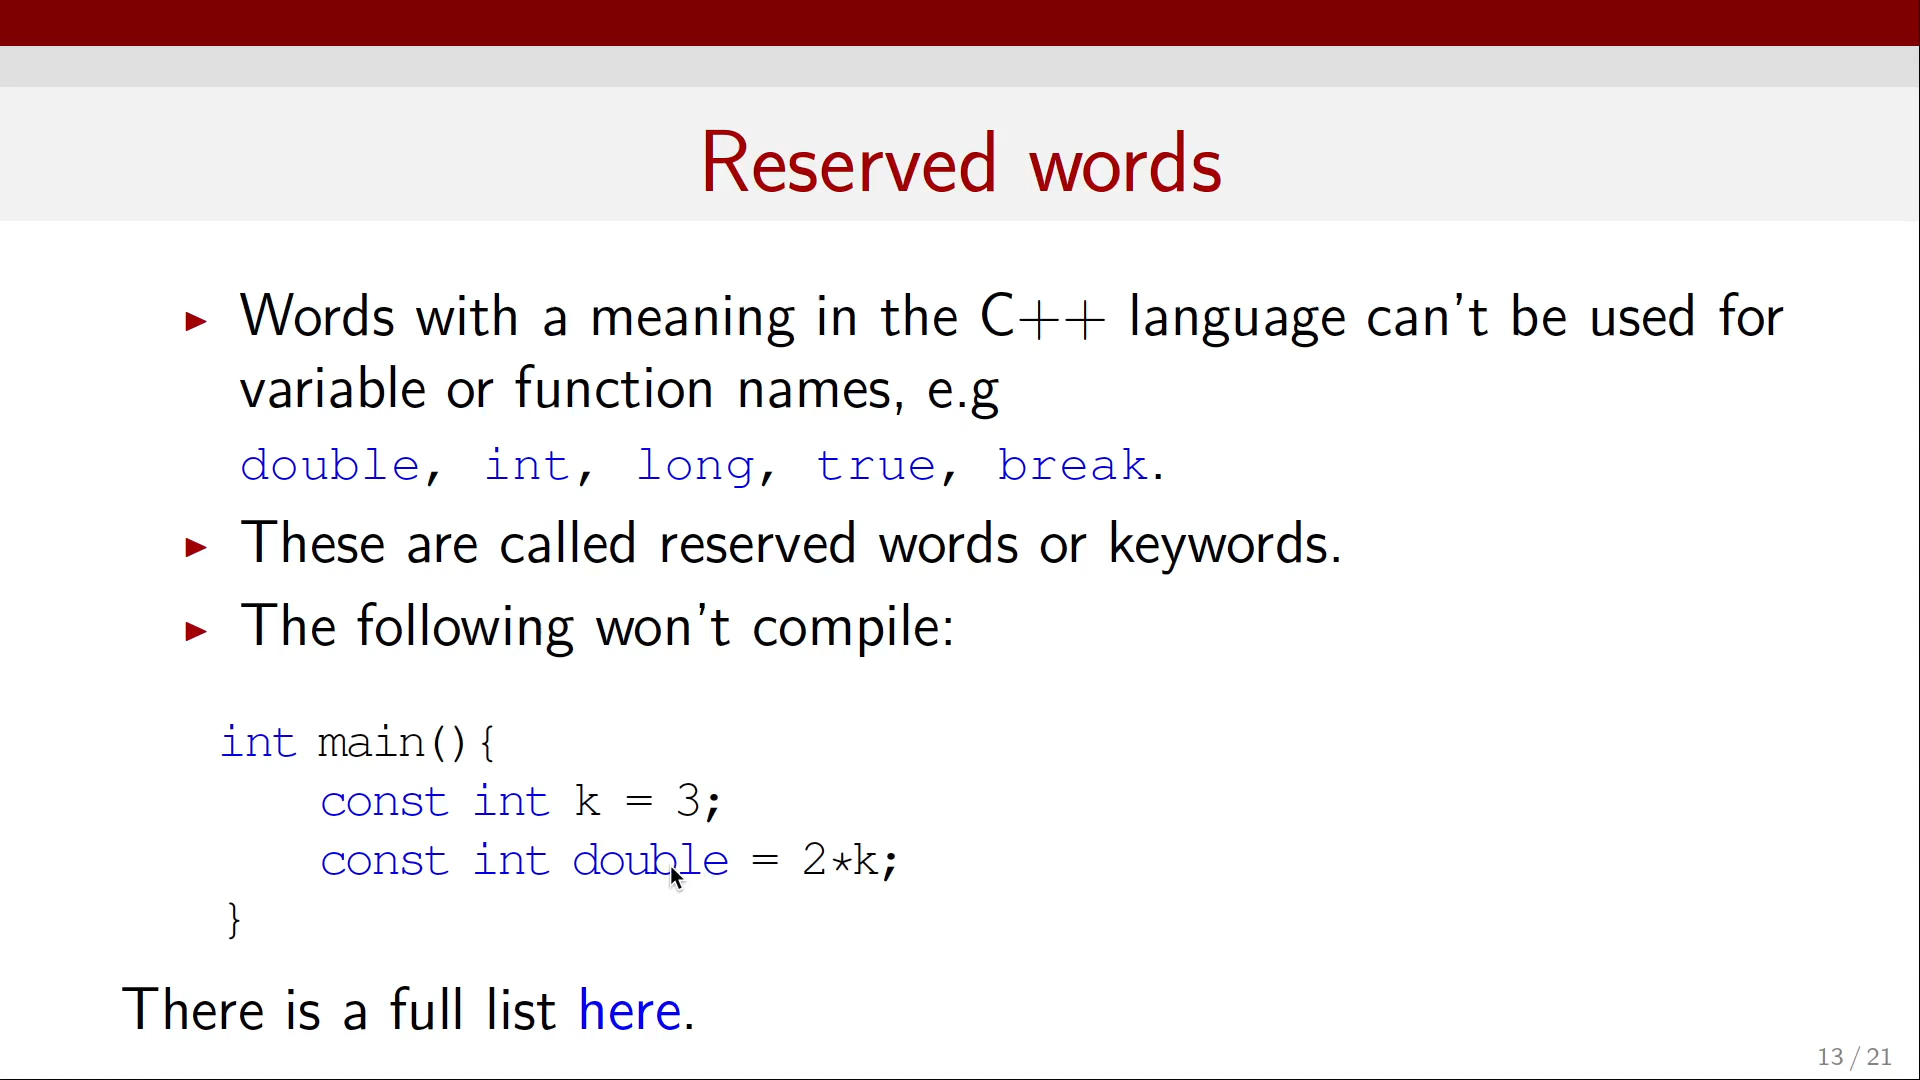 Reserved words
▶ Words with a meaning in the C++ language can't be used for
variable or function names, e.g
double, int, long, true, break.
▶ These are called reserved words or keywords.
▶ The following won't compile:
int main(){
    const int k = 3;
    const int double = 2*k;
}
There is a full list here.
13 / 21